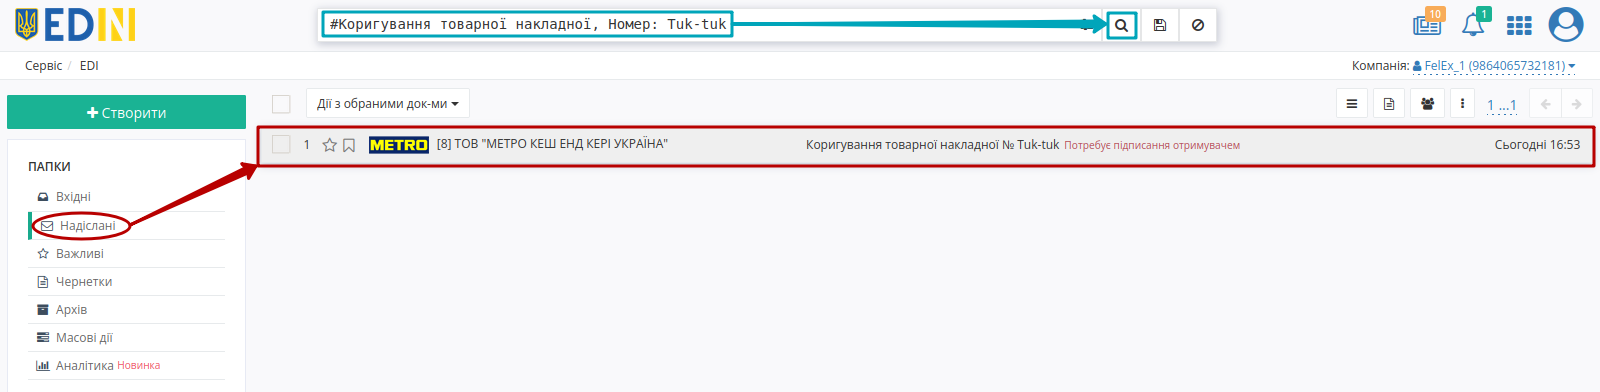 EDIN
#Коригування товарної накладної, Номер: Tuk-tuk
10
1
Сервіс / EDI
Компанія: FelEx_1 (9864065732181)
Створити
Дії з обраними док-ми
1 ...1
1 METRO [8] ТОВ "МЕТРО КЕШ ЕНД КЕРІ УКРАЇНА" Коригування товарної накладної № Tuk-tuk Потребує підписання отримувачем Сьогодні 16:53
ПАПКИ
Вхідні
Надіслані
Важливі
Чернетки
Архів
Масові дії
Аналітика Новинка